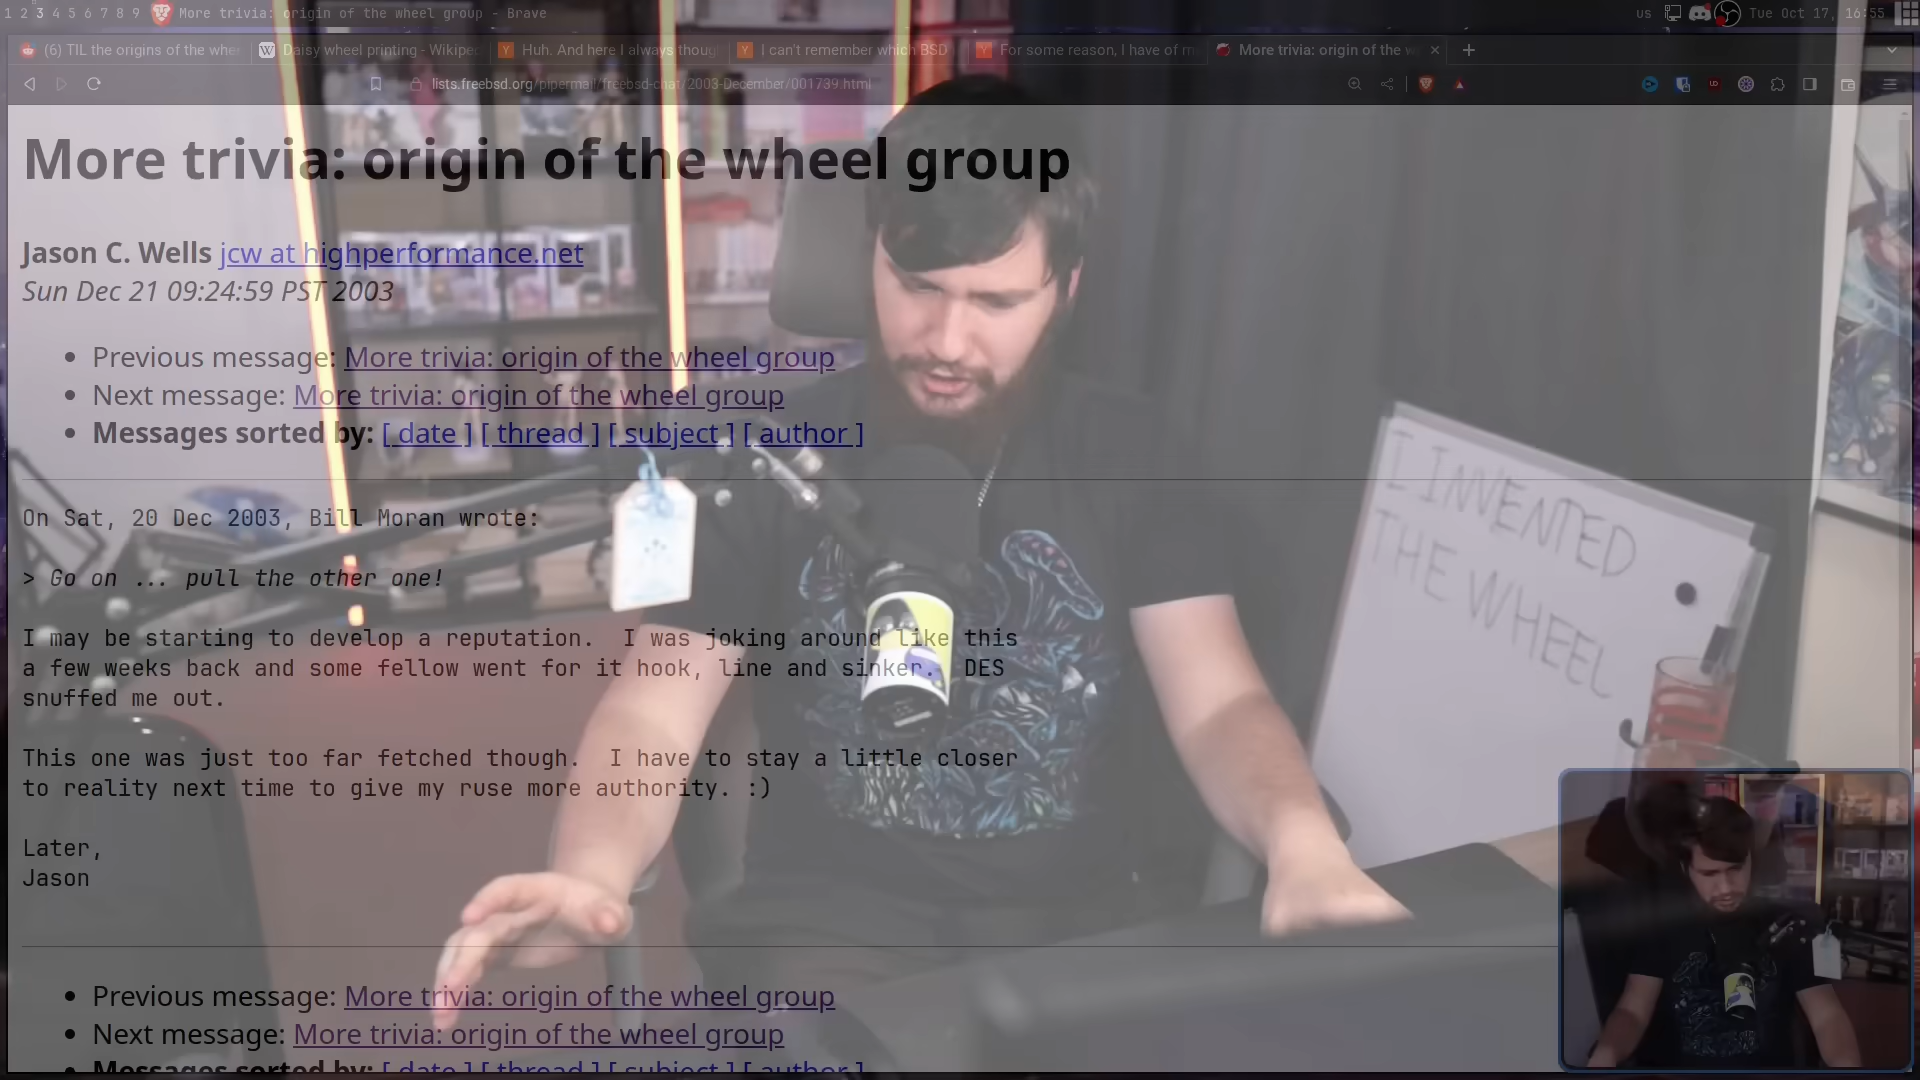 1 2 3 4 5 6 7 8 9 More trivia: origin of the wheel group - Brave us Tue Oct 17, 16:55
(6) TIL the origins of the whe Daisy wheel printing - Wikipe Huh. And here I always thoug I can't remember which BSD For some reason, I have of m More trivia: origin of the w
lists.freebsd.org/pipermail/freebsd-chat/2003-December/001739.html
More trivia: origin of the wheel group
Jason C. Wells jcw at highperformance.net
Sun Dec 21 09:24:59 PST 2003
Previous message: More trivia: origin of the wheel group
Next message: More trivia: origin of the wheel group
Messages sorted by: [ date ] [ thread ] [ subject ] [ author ]
On Sat, 20 Dec 2003, Bill Moran wrote:
> Go on ... pull the other one!
I may be starting to develop a reputation. I was joking around like this
a few weeks back and some fellow went for it hook, line and sinker. DES
snuffed me out.
This one was just too far fetched though. I have to stay a little closer
to reality next time to give my ruse more authority. :)
Later,
Jason
Previous message: More trivia: origin of the wheel group
Next message: More trivia: origin of the wheel group
Messages sorted by: [ date ] [ thread ] [ subject ] [ author ]
I INVENTED
THE WHEEL